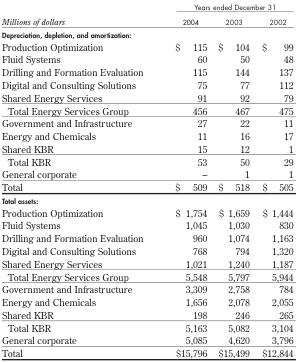 Years ended December 31
Millions of dollars 2004 2003 2002
Depreciation, depletion, and amortization:
Production Optimization $ 115 $ 104 $ 99
Fluid Systems 60 50 48
Drilling and Formation Evaluation 115 144 137
Digital and Consulting Solutions 75 77 112
Shared Energy Services 91 92 79
Total Energy Services Group 456 467 475
Government and Infrastructure 27 22 11
Energy and Chemicals 11 16 17
Shared KBR 15 12 1
Total KBR 53 50 29
General corporate – 1 1
Total $ 509 $ 518 $ 505
Total assets:
Production Optimization $ 1,754 $ 1,659 $ 1,444
Fluid Systems 1,045 1,030 830
Drilling and Formation Evaluation 960 1,074 1,163
Digital and Consulting Solutions 768 794 1,320
Shared Energy Services 1,021 1,240 1,187
Total Energy Services Group 5,548 5,797 5,944
Government and Infrastructure 3,309 2,758 784
Energy and Chemicals 1,656 2,078 2,055
Shared KBR 198 246 265
Total KBR 5,163 5,082 3,104
General corporate 5,085 4,620 3,796
Total $15,796 $15,499 $12,844